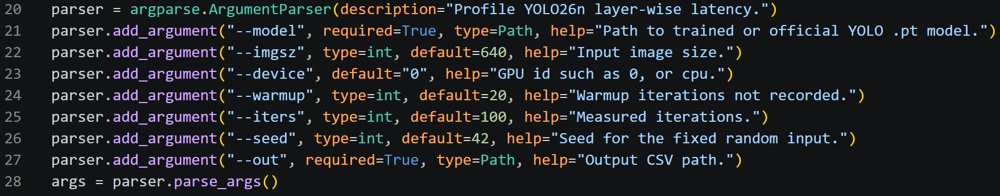 20 parser = argparse.ArgumentParser(description="Profile YOLO26n layer-wise latency.")
21 parser.add_argument("--model", required=True, type=Path, help="Path to trained or official YOLO .pt model.")
22 parser.add_argument("--imgsz", type=int, default=640, help="Input image size.")
23 parser.add_argument("--device", default="0", help="GPU id such as 0, or cpu.")
24 parser.add_argument("--warmup", type=int, default=20, help="Warmup iterations not recorded.")
25 parser.add_argument("--iters", type=int, default=100, help="Measured iterations.")
26 parser.add_argument("--seed", type=int, default=42, help="Seed for the fixed random input.")
27 parser.add_argument("--out", required=True, type=Path, help="Output CSV path.")
28 args = parser.parse_args()